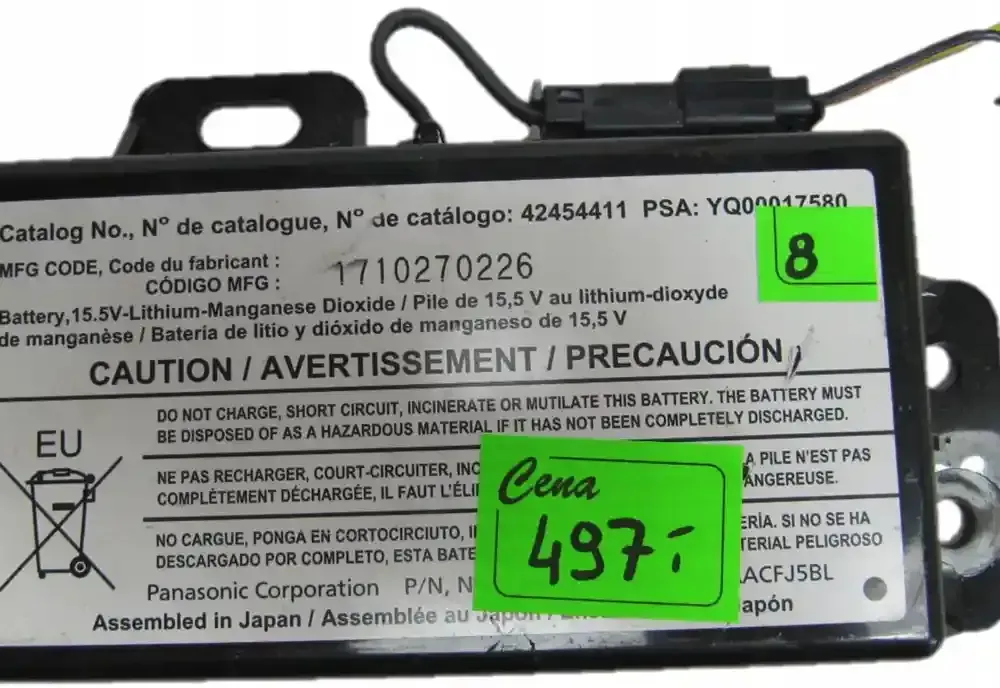 Catalog No., Nº de catalogue, Nº de catálogo: 42454411 PSA: YQ00017580
8
MFG CODE, Code du fabricant :
CÓDIGO MFG :
1710270226
Battery,15.5V-Lithium-Manganese Dioxide / Pile de 15,5 V au lithium-dioxyde
de manganèse / Batería de litio y dióxido de manganeso de 15,5 V
CAUTION / AVERTISSEMENT / PRECAUCIÓN
DO NOT CHARGE, SHORT CIRCUIT, INCINERATE OR MUTILATE THIS BATTERY. THE BATTERY MUST
BE DISPOSED OF AS A HAZARDOUS MATERIAL IF IT HAS NOT BEEN COMPLETELY DISCHARGED.
EU
NE PAS RECHARGER, COURT-CIRCUITER, INC A PILE N'EST PAS
COMPLÈTEMENT DÉCHARGÉE, IL FAUT L'ÉLI ANGEREUSE.
NO CARGUE, PONGA EN CORTOCIRCUITO, I ERÍA. SI NO SE HA
DESCARGADO POR COMPLETO, ESTA BATE TERIAL PELIGROSO
Cena
497,-
Panasonic Corporation P/N, N ACFJ5BL
Assembled in Japan / Assemblée au Japon / apón